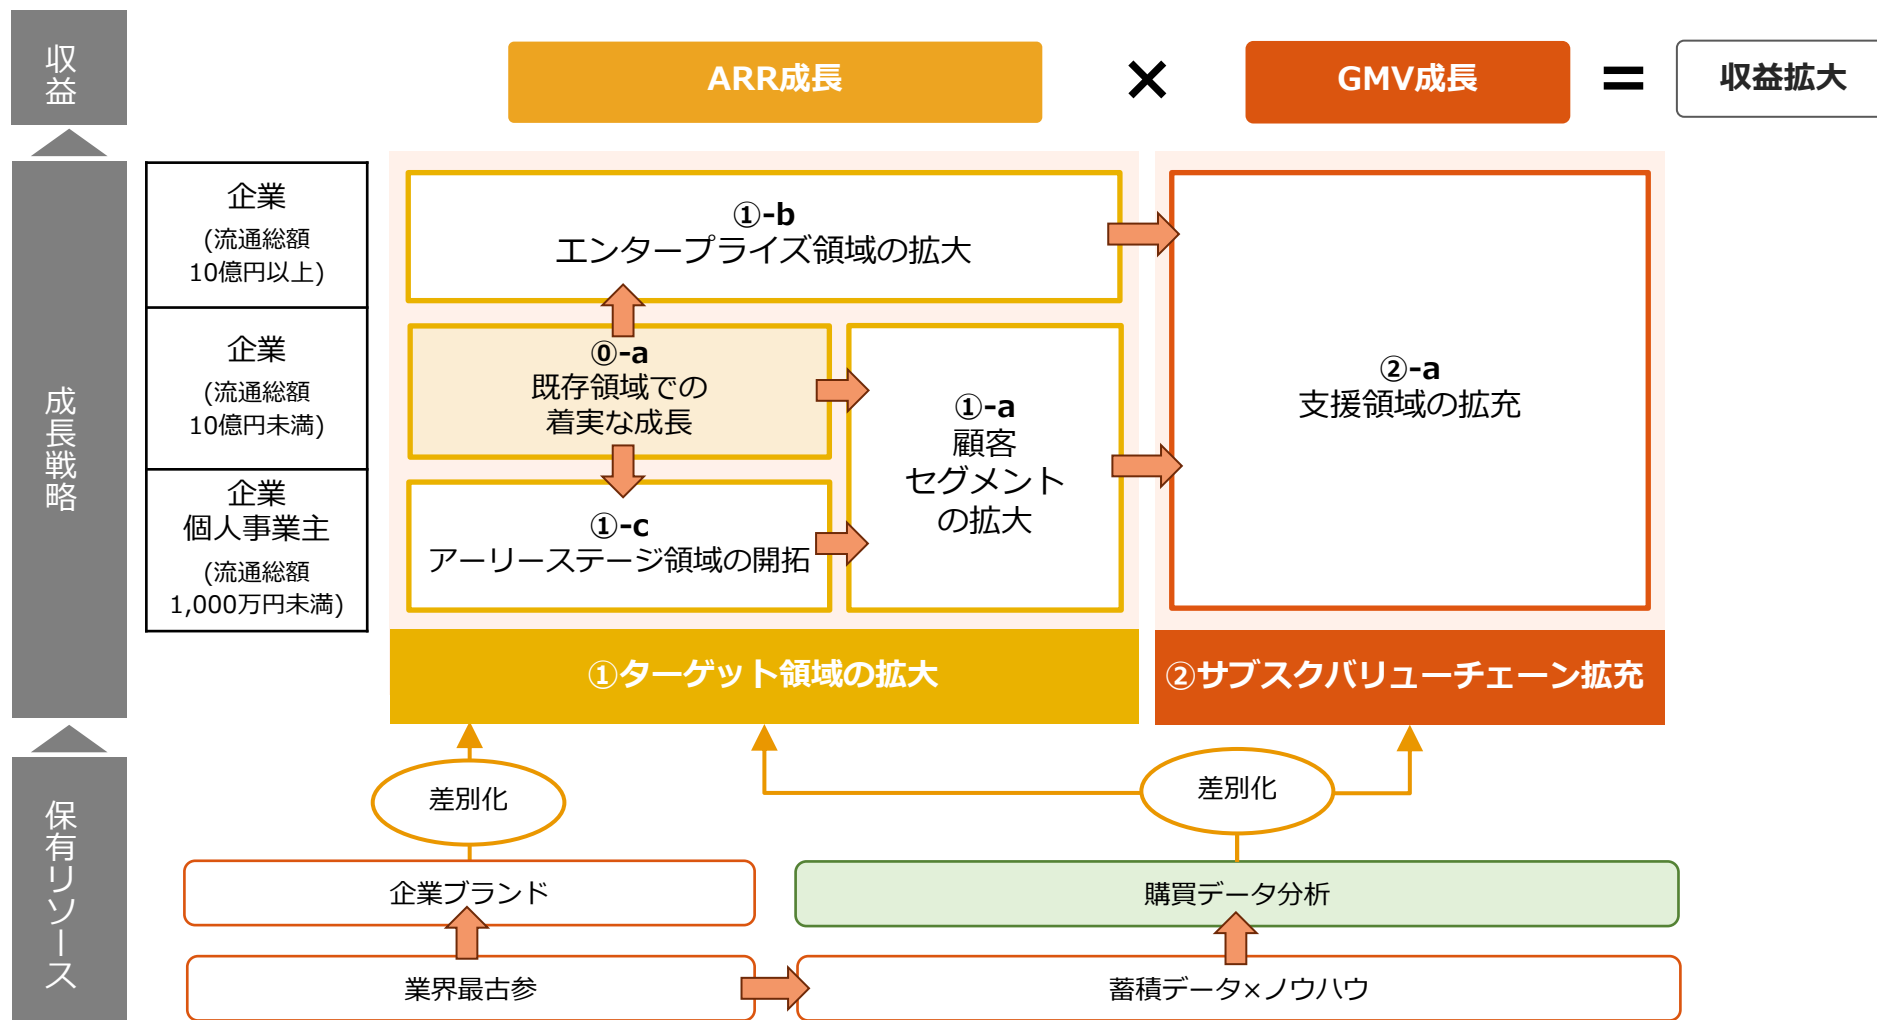 収益
ARR成長
×
GMV成長
=
収益拡大
成長戦略
企業
(流通総額
10億円以上)
企業
(流通総額
10億円未満)
企業
個人事業主
(流通総額
1,000万円未満)
①-b
エンタープライズ領域の拡大
⓪-a
既存領域での
着実な成長
①-c
アーリーステージ領域の開拓
①-a
顧客
セグメント
の拡大
②-a
支援領域の拡充
①ターゲット領域の拡大
②サブスクバリューチェーン拡充
保有リソース
差別化
差別化
企業ブランド
購買データ分析
業界最古参
蓄積データ×ノウハウ